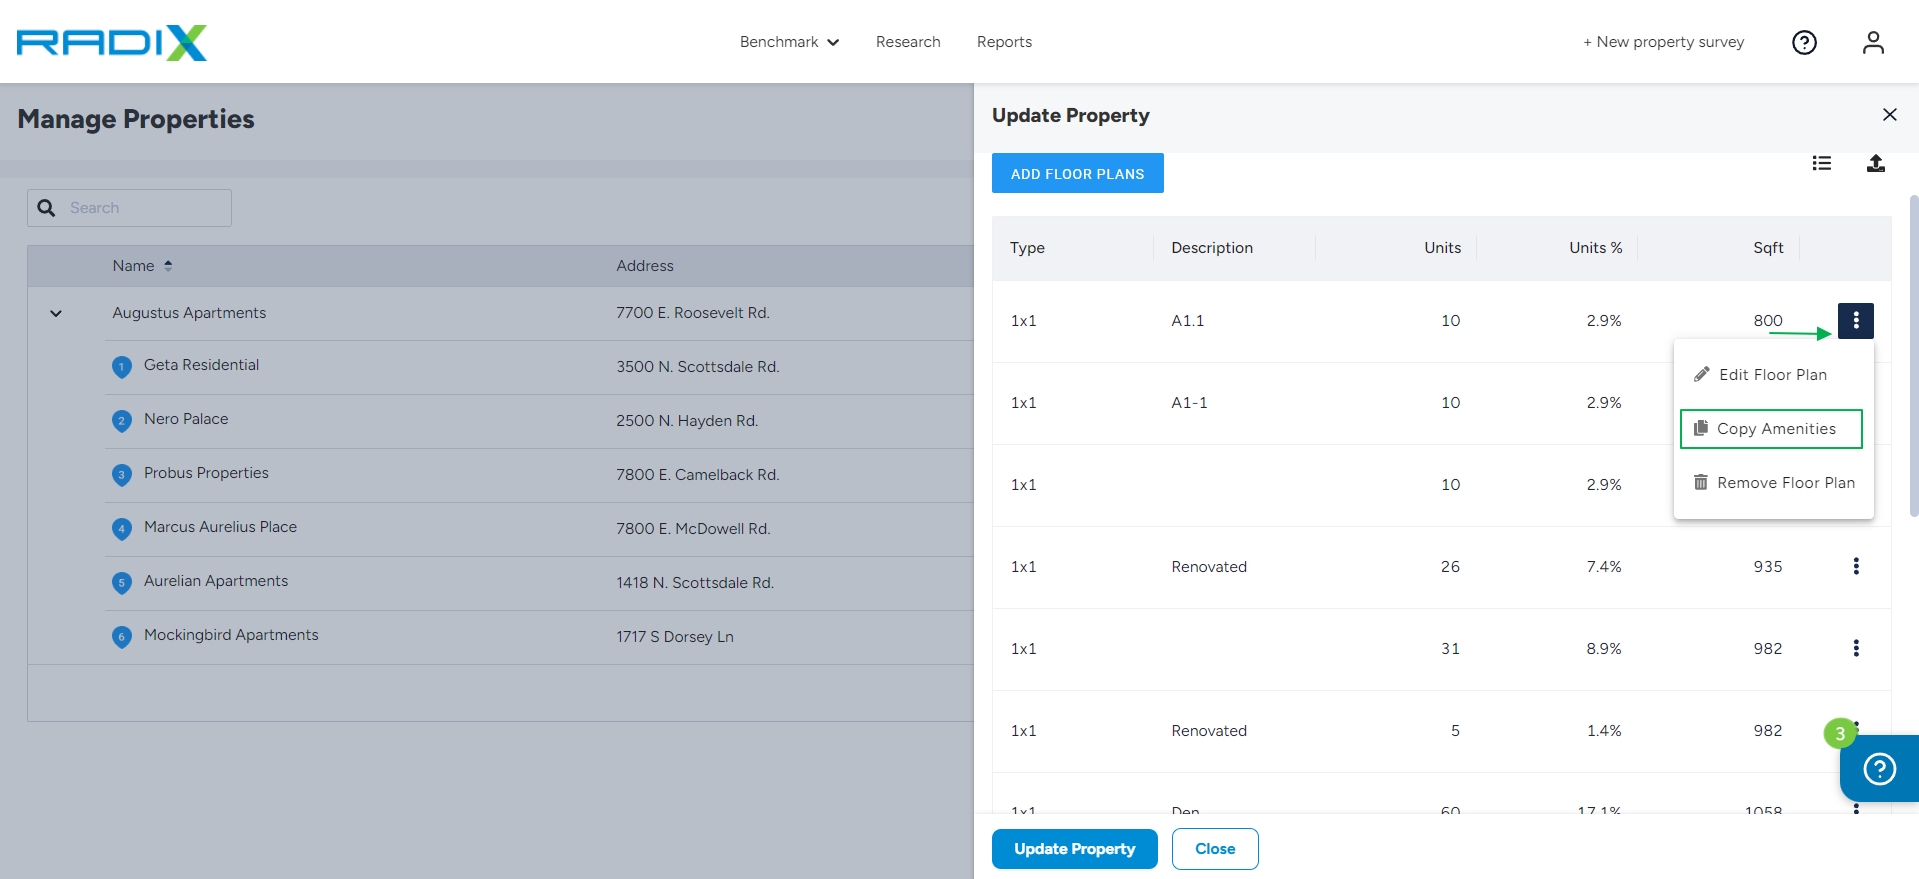 RADIX
Benchmark
Research
Reports
+ New property survey
Manage Properties
Search
Name
Address
Augustus Apartments
7700 E. Roosevelt Rd.
1
Geta Residential
3500 N. Scottsdale Rd.
2
Nero Palace
2500 N. Hayden Rd.
3
Probus Properties
7800 E. Camelback Rd.
4
Marcus Aurelius Place
7800 E. McDowell Rd.
5
Aurelian Apartments
1418 N. Scottsdale Rd.
6
Mockingbird Apartments
1717 S Dorsey Ln
Update Property
ADD FLOOR PLANS
Type Description Units Units % Sqft
1x1 A1.1 10 2.9% 800
1x1 A1-1 10 2.9%
1x1 10 2.9%
Edit Floor Plan
Copy Amenities
Remove Floor Plan
1x1 Renovated 26 7.4% 935
1x1 31 8.9% 982
1x1 Renovated 5 1.4% 982
1x1 Den 60 17.1% 1058
3
?
Update Property
Close